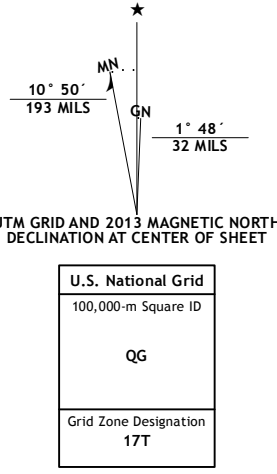 ★
MN
10° 50´
193 MILS
GN
1° 48´
32 MILS
UTM GRID AND 2013 MAGNETIC NORTH
DECLINATION AT CENTER OF SHEET
U.S. National Grid
100,000-m Square ID
QG
Grid Zone Designation
17T